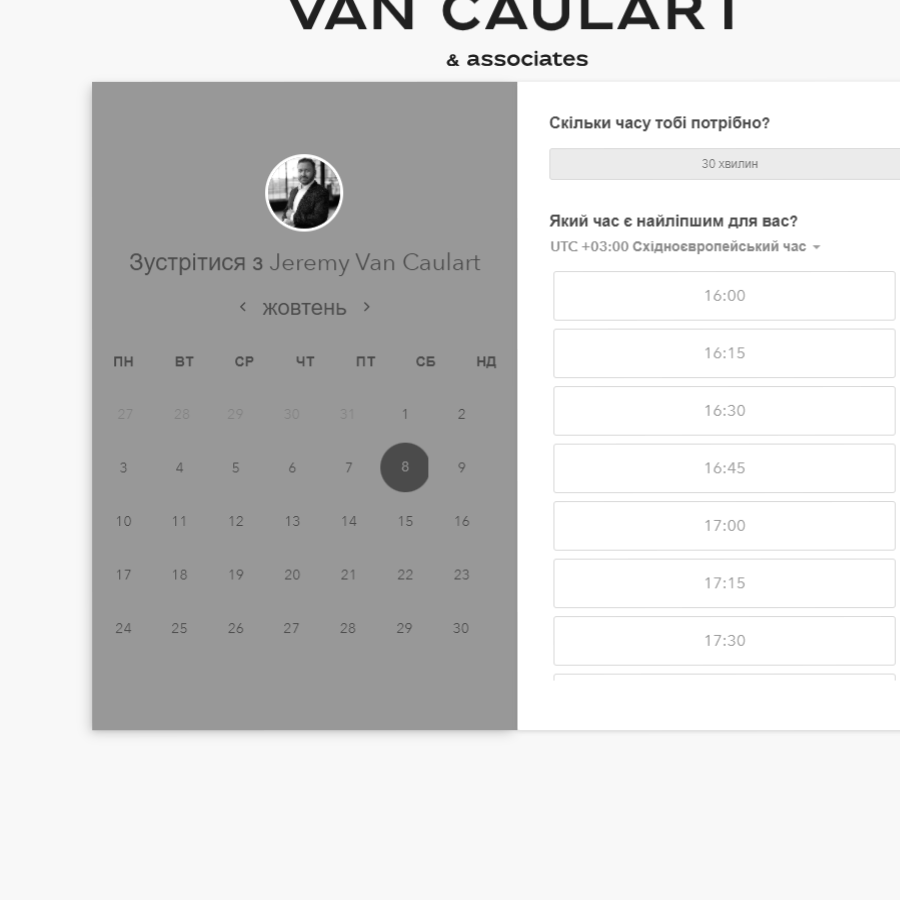 VAN CAULART
& associates
Зустрітися з Jeremy Van Caulart
жовтень
ПН ВТ СР ЧТ ПТ СБ НД
27 28 29 30 31 1 2
3 4 5 6 7 8 9
10 11 12 13 14 15 16
17 18 19 20 21 22 23
24 25 26 27 28 29 30
Скільки часу тобі потрібно?
30 хвилин
Який час є найліпшим для вас?
UTC +03:00 Східноєвропейський час
16:00
16:15
16:30
16:45
17:00
17:15
17:30